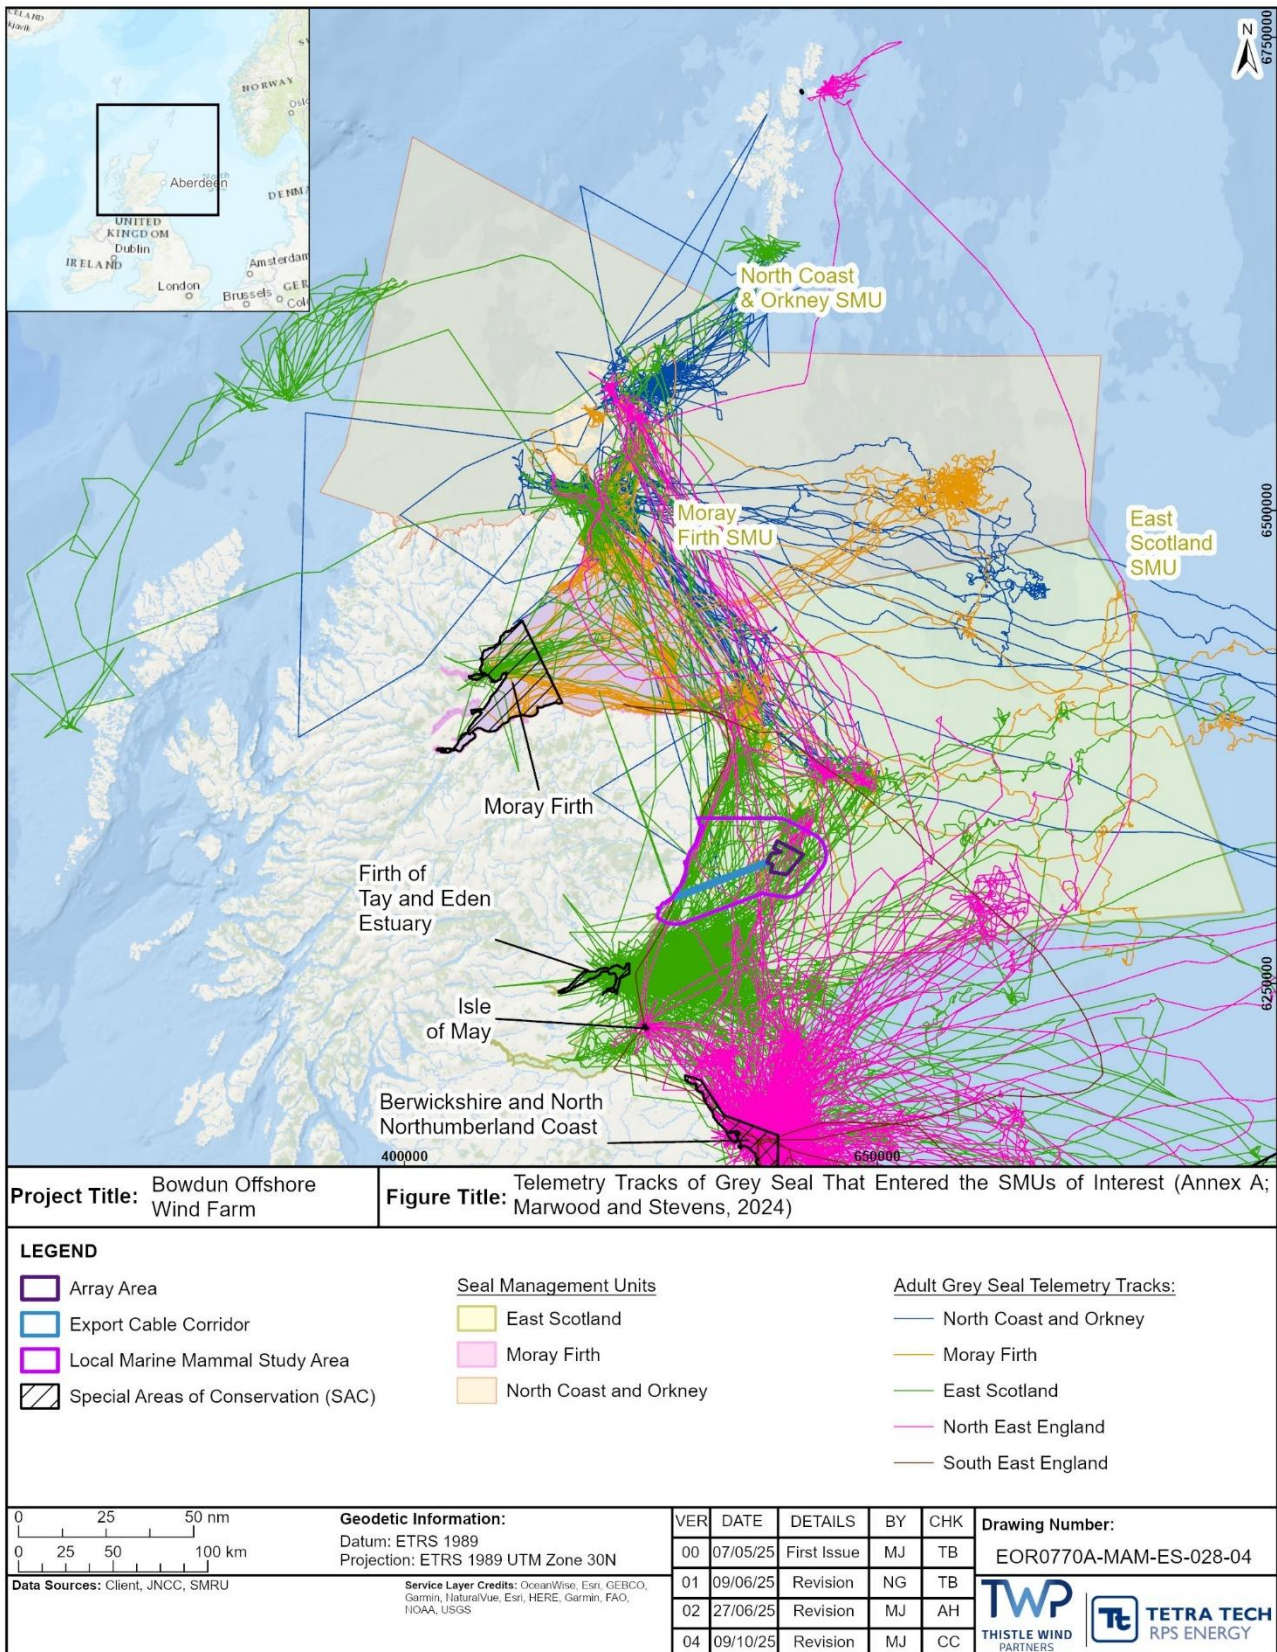 CELAND
kjavik
NORWAY
Oslo
North
Aberdeen
DENMA
UNITED
KINGDOM
Dublin
IRELAND
Amsterdam
London
GER
Brussels
Col
N
6750000
North Coast
& Orkney SMU
Moray
Firth SMU
6500000
East
Scotland
SMU
Moray Firth
Firth of
Tay and Eden
Estuary
6250000
Isle
of May
Berwickshire and North
Northumberland Coast
400000
650000
Project Title: Bowdun Offshore
Wind Farm
Figure Title: Telemetry Tracks of Grey Seal That Entered the SMUs of Interest (Annex A;
Marwood and Stevens, 2024)
LEGEND
Array Area
Export Cable Corridor
Local Marine Mammal Study Area
Special Areas of Conservation (SAC)
Seal Management Units
East Scotland
Moray Firth
North Coast and Orkney
Adult Grey Seal Telemetry Tracks:
North Coast and Orkney
Moray Firth
East Scotland
North East England
South East England
0 25 50 nm
0 25 50 100 km
Data Sources: Client, JNCC, SMRU
Geodetic Information:
Datum: ETRS 1989
Projection: ETRS 1989 UTM Zone 30N
Service Layer Credits: OceanWise, Esri, GEBCO,
Garmin, NaturalVue, Esri, HERE, Garmin, FAO,
NOAA, USGS
VER DATE DETAILS BY CHK
00 07/05/25 First Issue MJ TB
01 09/06/25 Revision NG TB
02 27/06/25 Revision MJ AH
04 09/10/25 Revision MJ CC
Drawing Number:
EOR0770A-MAM-ES-028-04
TWP
THISTLE WIND
PARTNERS
Tt
TETRA TECH
RPS ENERGY